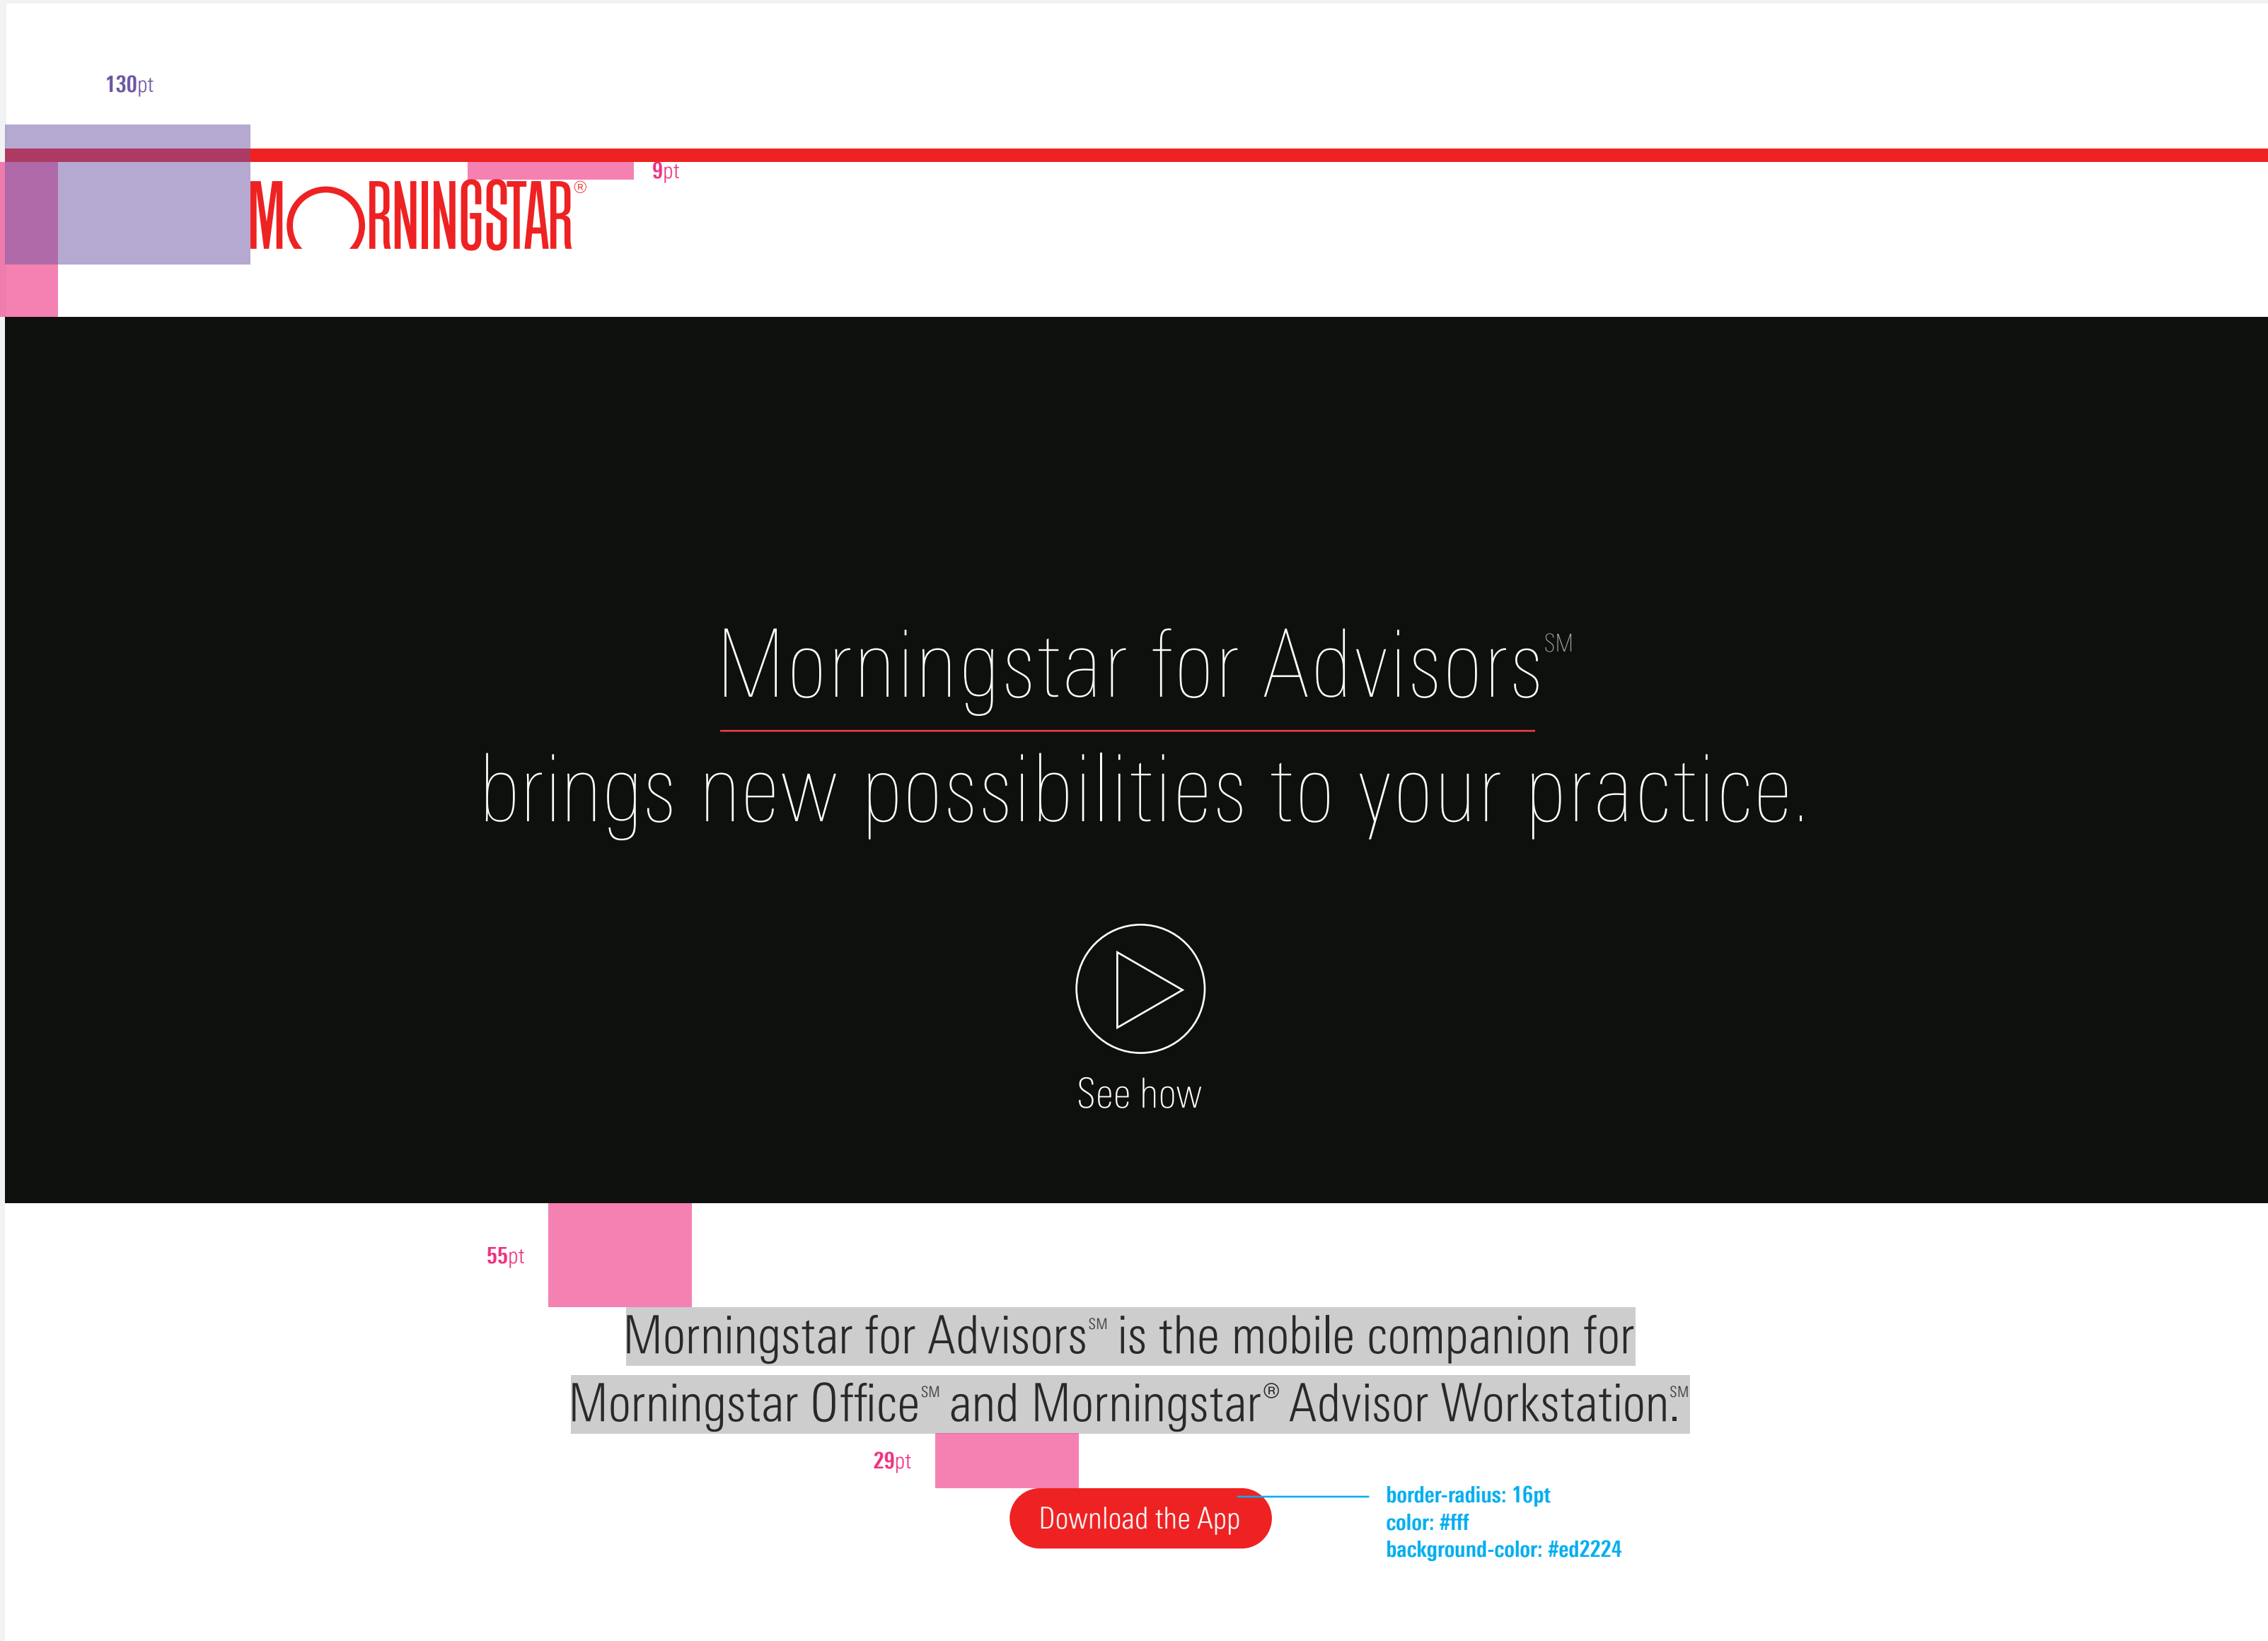 130pt
9pt
MORNINGSTAR®
Morningstar for Advisors℠
brings new possibilities to your practice.
See how
55pt
Morningstar for Advisors℠ is the mobile companion for
Morningstar Office℠ and Morningstar® Advisor Workstation.℠
29pt
Download the App
border-radius: 16pt
color: #fff
background-color: #ed2224